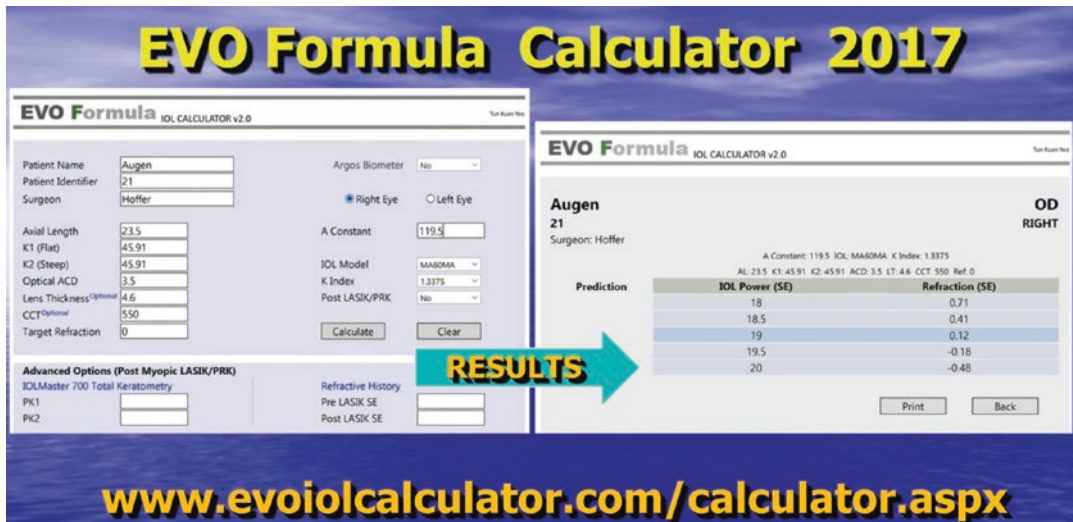 EVO Formula Calculator 2017
EVO Formula IOL CALCULATOR v2.0 Tun Kuan Yeo
Patient Name Augen Argos Biometer No
Patient Identifier 21
Surgeon Hoffer Right Eye Left Eye
Axial Length 23.5 A Constant 119.5
K1 (Flat) 45.91
K2 (Steep) 45.91 IOL Model MA60MA
Optical ACD 3.5 K Index 1.3375
Lens Thickness Optional 4.6 Post LASIK/PRK No
CCT Optional 550
Target Refraction 0 Calculate Clear
Advanced Options (Post Myopic LASIK/PRK)
IOLMaster 700 Total Keratometry Refractive History
PK1 Pre LASIK SE
PK2 Post LASIK SE
RESULTS
EVO Formula IOL CALCULATOR v2.0 Tun Kuan Yeo
Augen OD
21 RIGHT
Surgeon: Hoffer
A Constant: 119.5 IOL: MA60MA K Index: 1.3375
AL: 23.5 K1: 45.91 K2: 45.91 ACD: 3.5 LT: 4.6 CCT: 550 Ref: 0
Prediction IOL Power (SE) Refraction (SE)
18 0.71
18.5 0.41
19 0.12
19.5 -0.18
20 -0.48
Print Back
www.evoiolcalculator.com/calculator.aspx